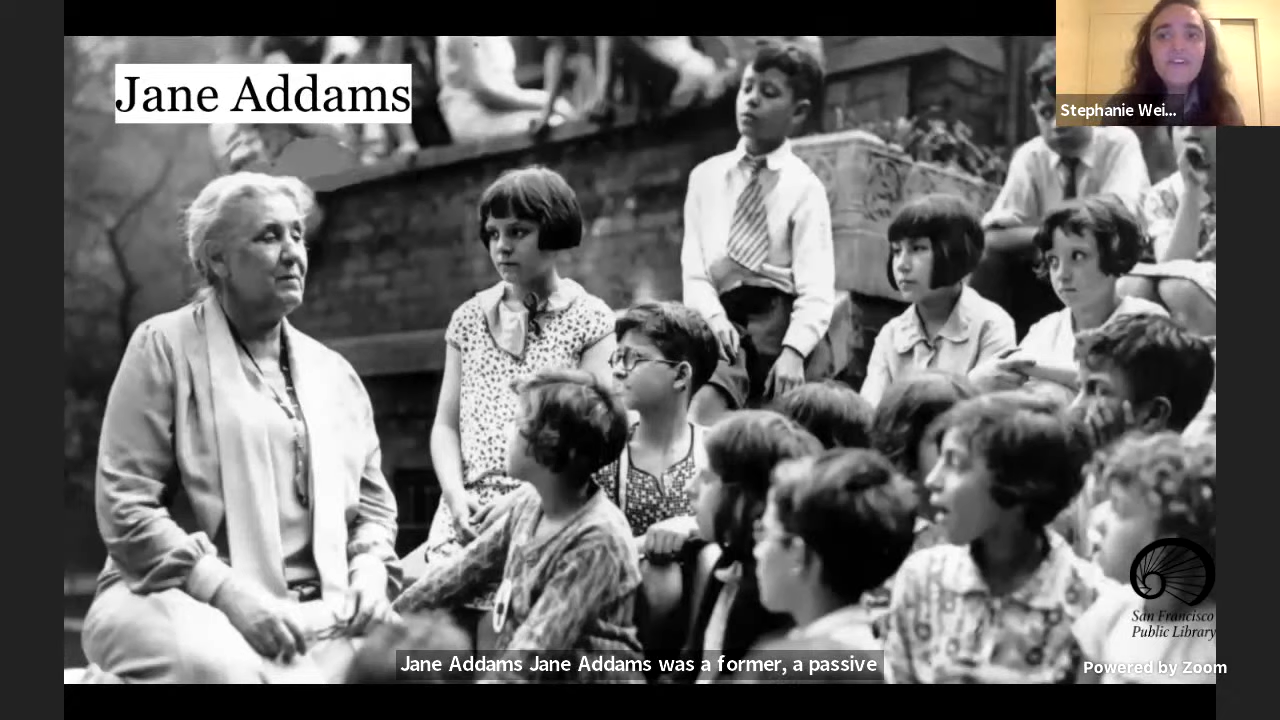 Jane Addams
Stephanie Wei...
San Francisco
Public Library
Jane Addams Jane Addams was a former, a passive
Powered by Zoom